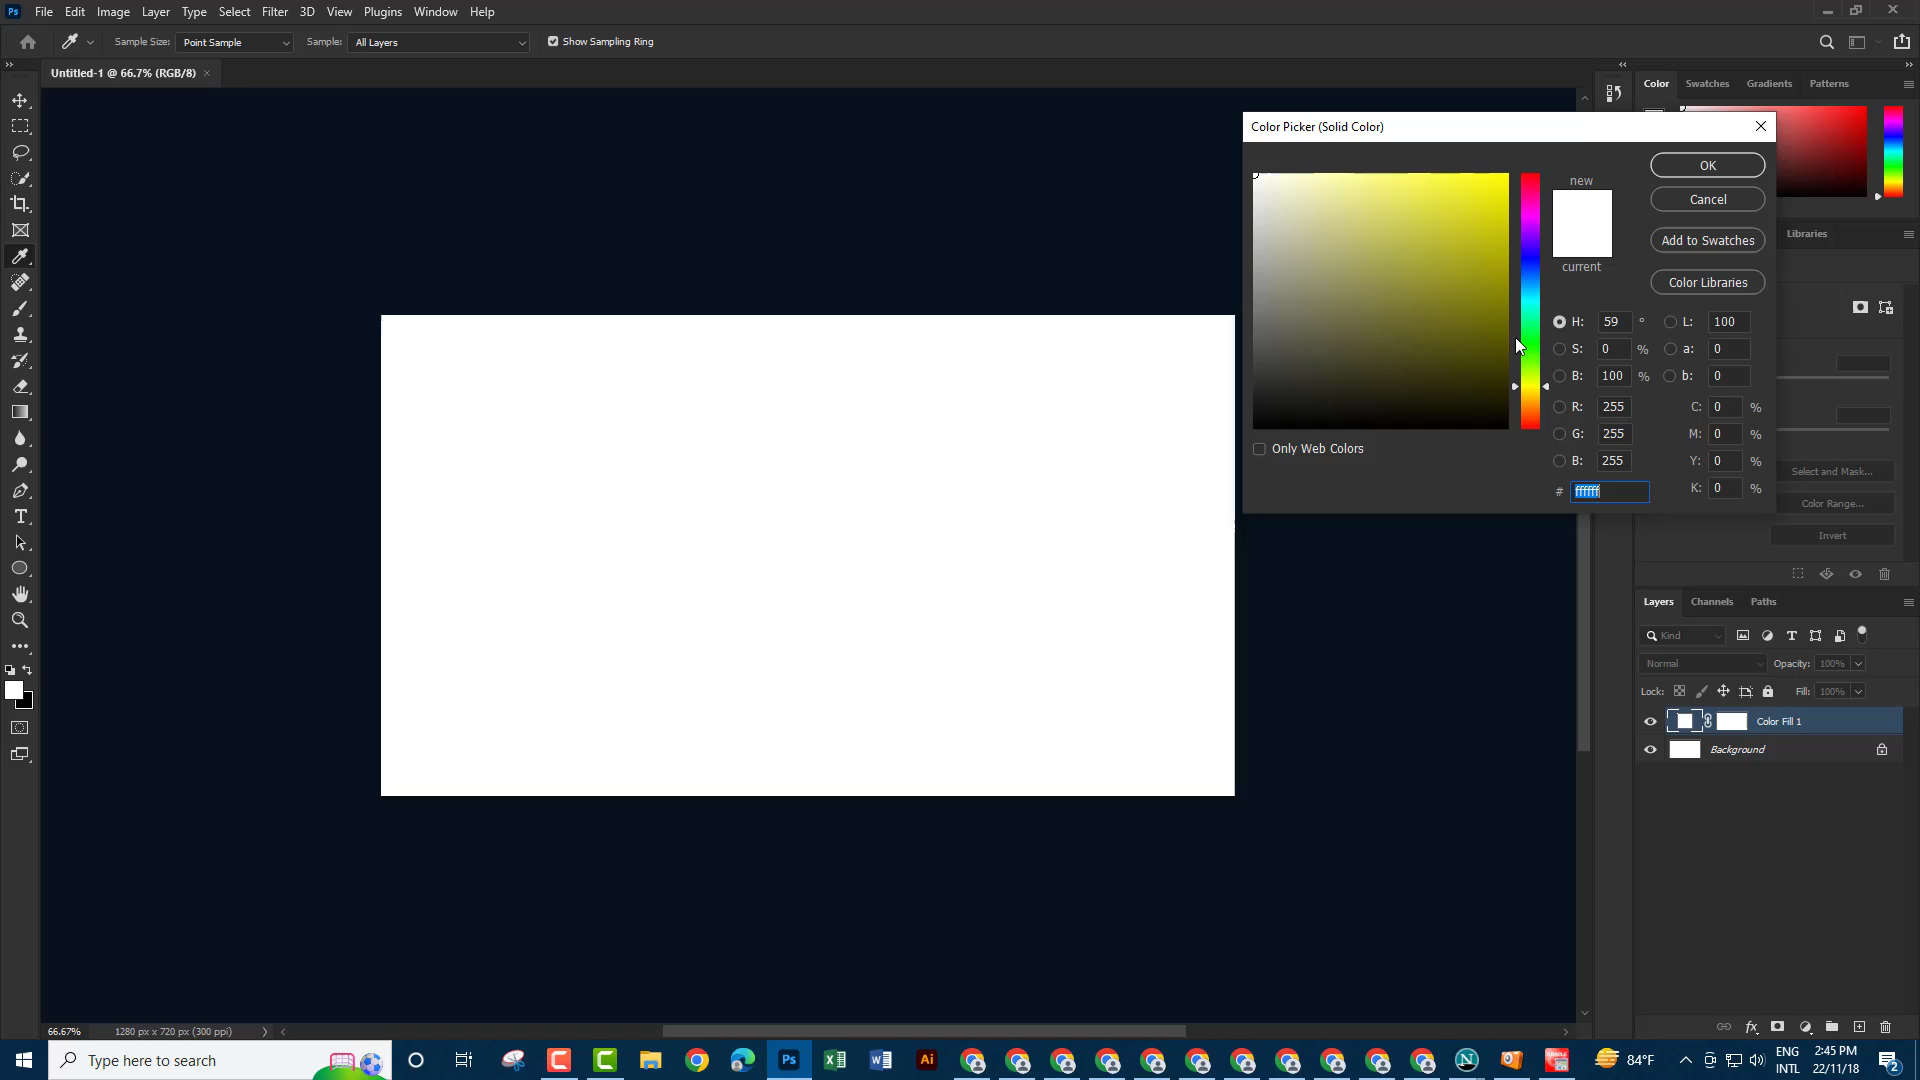 Ps File Edit Image Layer Type Select Filter 3D View Plugins Window Help
Sample Size: Point Sample Sample: All Layers Show Sampling Ring
Untitled-1 @ 66.7% (RGB/8) ×
Color Swatches Gradients Patterns
Color Picker (Solid Color)
OK
new
Cancel
Add to Swatches
Libraries
current
Color Libraries
H: 59 ° L: 100
S: 0 % a: 0
B: 100 % b: 0
R: 255 C: 0 %
G: 255 M: 0 %
Only Web Colors
B: 255 Y: 0 %
# ffffff K: 0 %
Select and Mask...
Color Range...
Invert
Layers Channels Paths
Kind
Normal Opacity: 100%
Lock: Fill: 100%
Color Fill 1
Background
66.67% 1280 px x 720 px (300 ppi)
Type here to search
Ps
Ai
84°F
ENG
INTL
2:45 PM
22/11/18
2